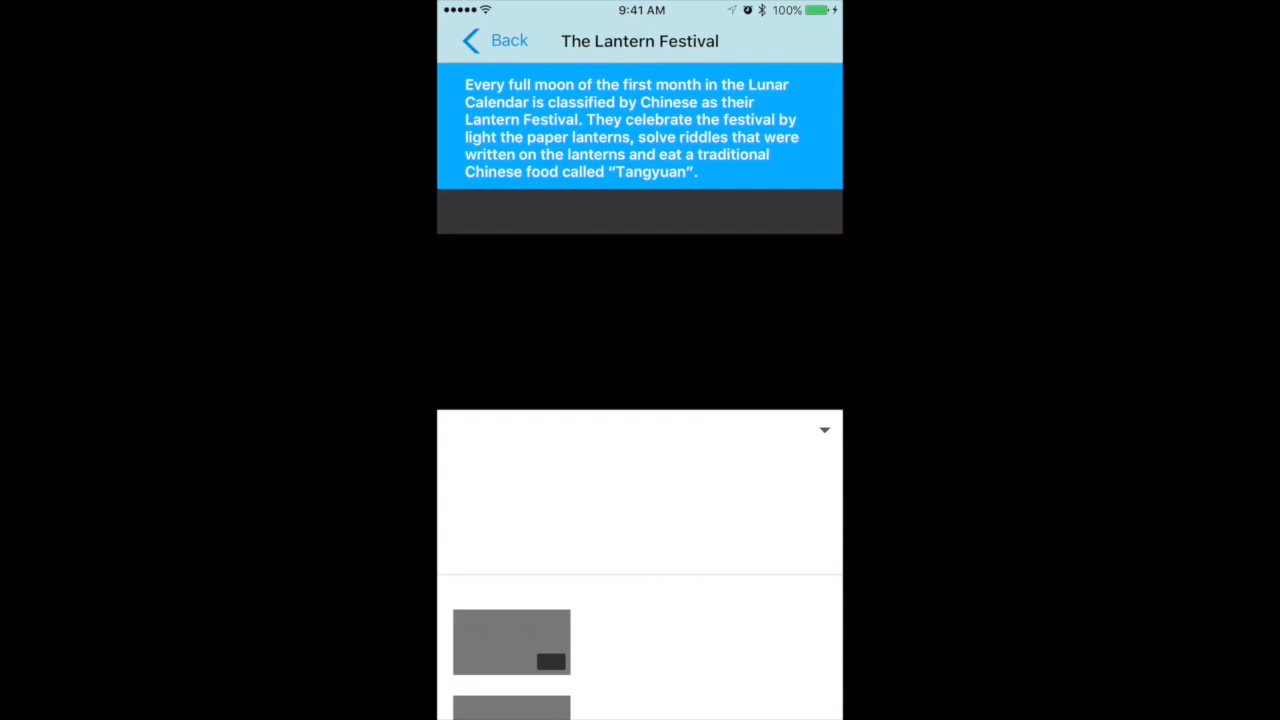 9:41 AM
100%
Back
The Lantern Festival
Every full moon of the first month in the Lunar
Calendar is classified by Chinese as their
Lantern Festival. They celebrate the festival by
light the paper lanterns, solve riddles that were
written on the lanterns and eat a traditional
Chinese food called “Tangyuan”.